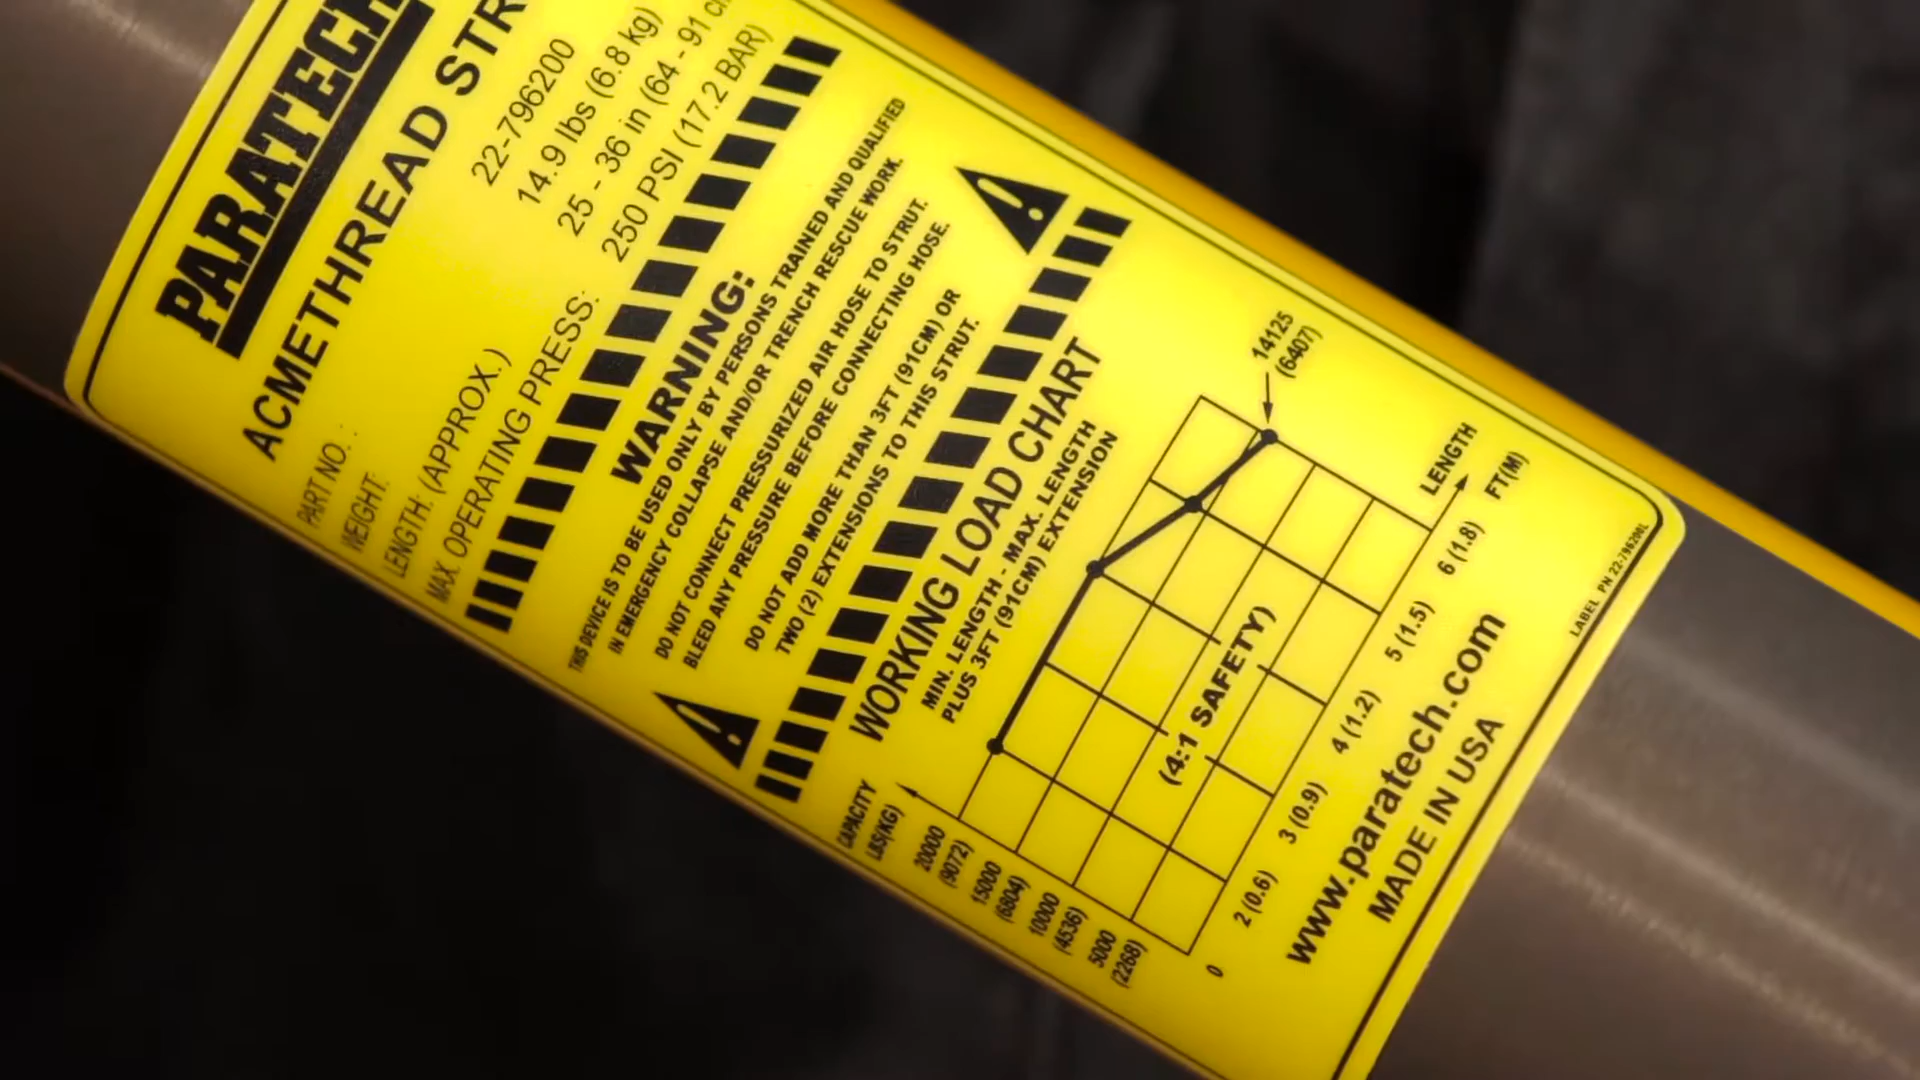 PARATECH
ACMETHREAD STR
PART NO.: 22-796200
WEIGHT: 14.9 lbs (6.8 kg)
LENGTH: (APPROX.) 25 - 36 in (64 - 91 c
MAX. OPERATING PRESS: 250 PSI (17.2 BAR)
WARNING:
THIS DEVICE IS TO BE USED ONLY BY PERSONS TRAINED AND QUALIFIED
IN EMERGENCY COLLAPSE AND/OR TRENCH RESCUE WORK.
DO NOT CONNECT PRESSURIZED AIR HOSE TO STRUT.
BLEED ANY PRESSURE BEFORE CONNECTING HOSE.
DO NOT ADD MORE THAN 3FT (91CM) OR
TWO (2) EXTENSIONS TO THIS STRUT.
WORKING LOAD CHART
MIN. LENGTH - MAX. LENGTH
PLUS 3FT (91CM) EXTENSION
CAPACITY
LBS(KG)
20000
(9072)
15000
(6804)
10000
(4536)
5000
(2268)
0
14125
(6407)
(4:1 SAFETY)
2 (0.6)
3 (0.9)
4 (1.2)
5 (1.5)
6 (1.8)
LENGTH
FT(M)
www.paratech.com
MADE IN USA
LABEL P/N 22-796200L